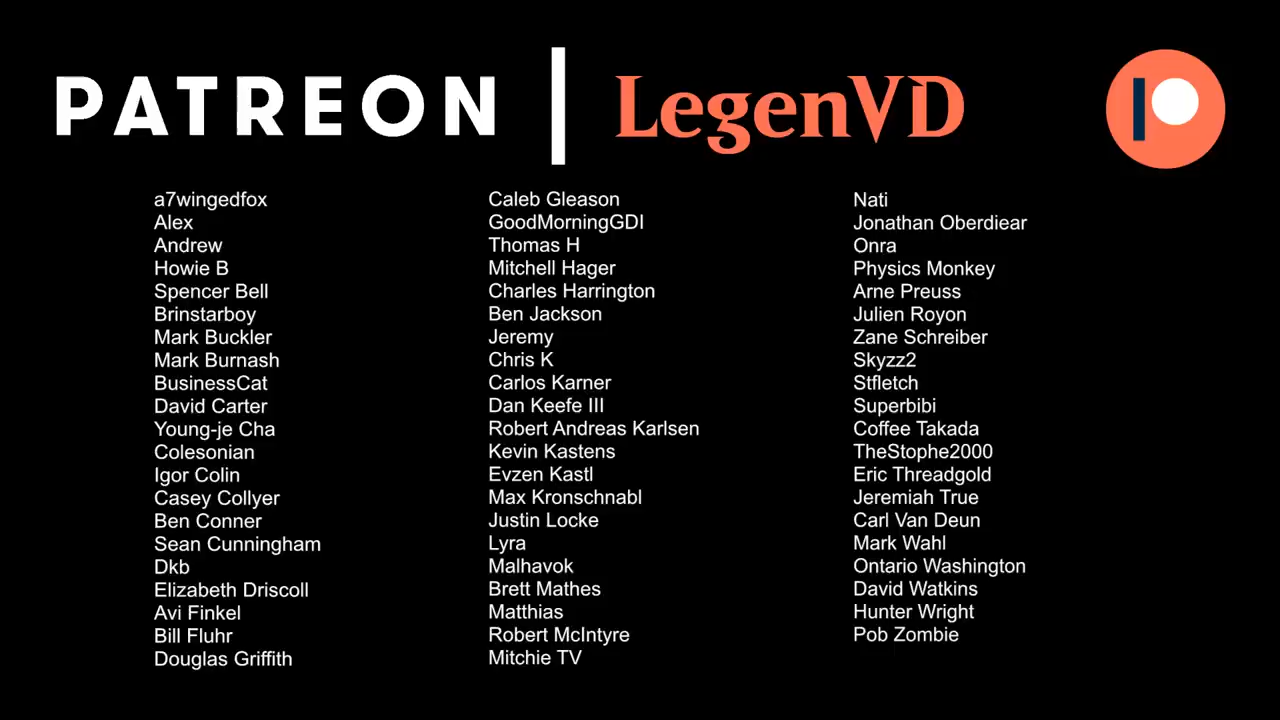 PATREON | LegenVD
a7wingedfox
Alex
Andrew
Howie B
Spencer Bell
Brinstarboy
Mark Buckler
Mark Burnash
BusinessCat
David Carter
Young-je Cha
Colesonian
Igor Colin
Casey Collyer
Ben Conner
Sean Cunningham
Dkb
Elizabeth Driscoll
Avi Finkel
Bill Fluhr
Douglas Griffith
Caleb Gleason
GoodMorningGDI
Thomas H
Mitchell Hager
Charles Harrington
Ben Jackson
Jeremy
Chris K
Carlos Karner
Dan Keefe III
Robert Andreas Karlsen
Kevin Kastens
Evzen Kastl
Max Kronschnabl
Justin Locke
Lyra
Malhavok
Brett Mathes
Matthias
Robert McIntyre
Mitchie TV
Nati
Jonathan Oberdiear
Onra
Physics Monkey
Arne Preuss
Julien Royon
Zane Schreiber
Skyzz2
Stfletch
Superbibi
Coffee Takada
TheStophe2000
Eric Threadgold
Jeremiah True
Carl Van Deun
Mark Wahl
Ontario Washington
David Watkins
Hunter Wright
Pob Zombie